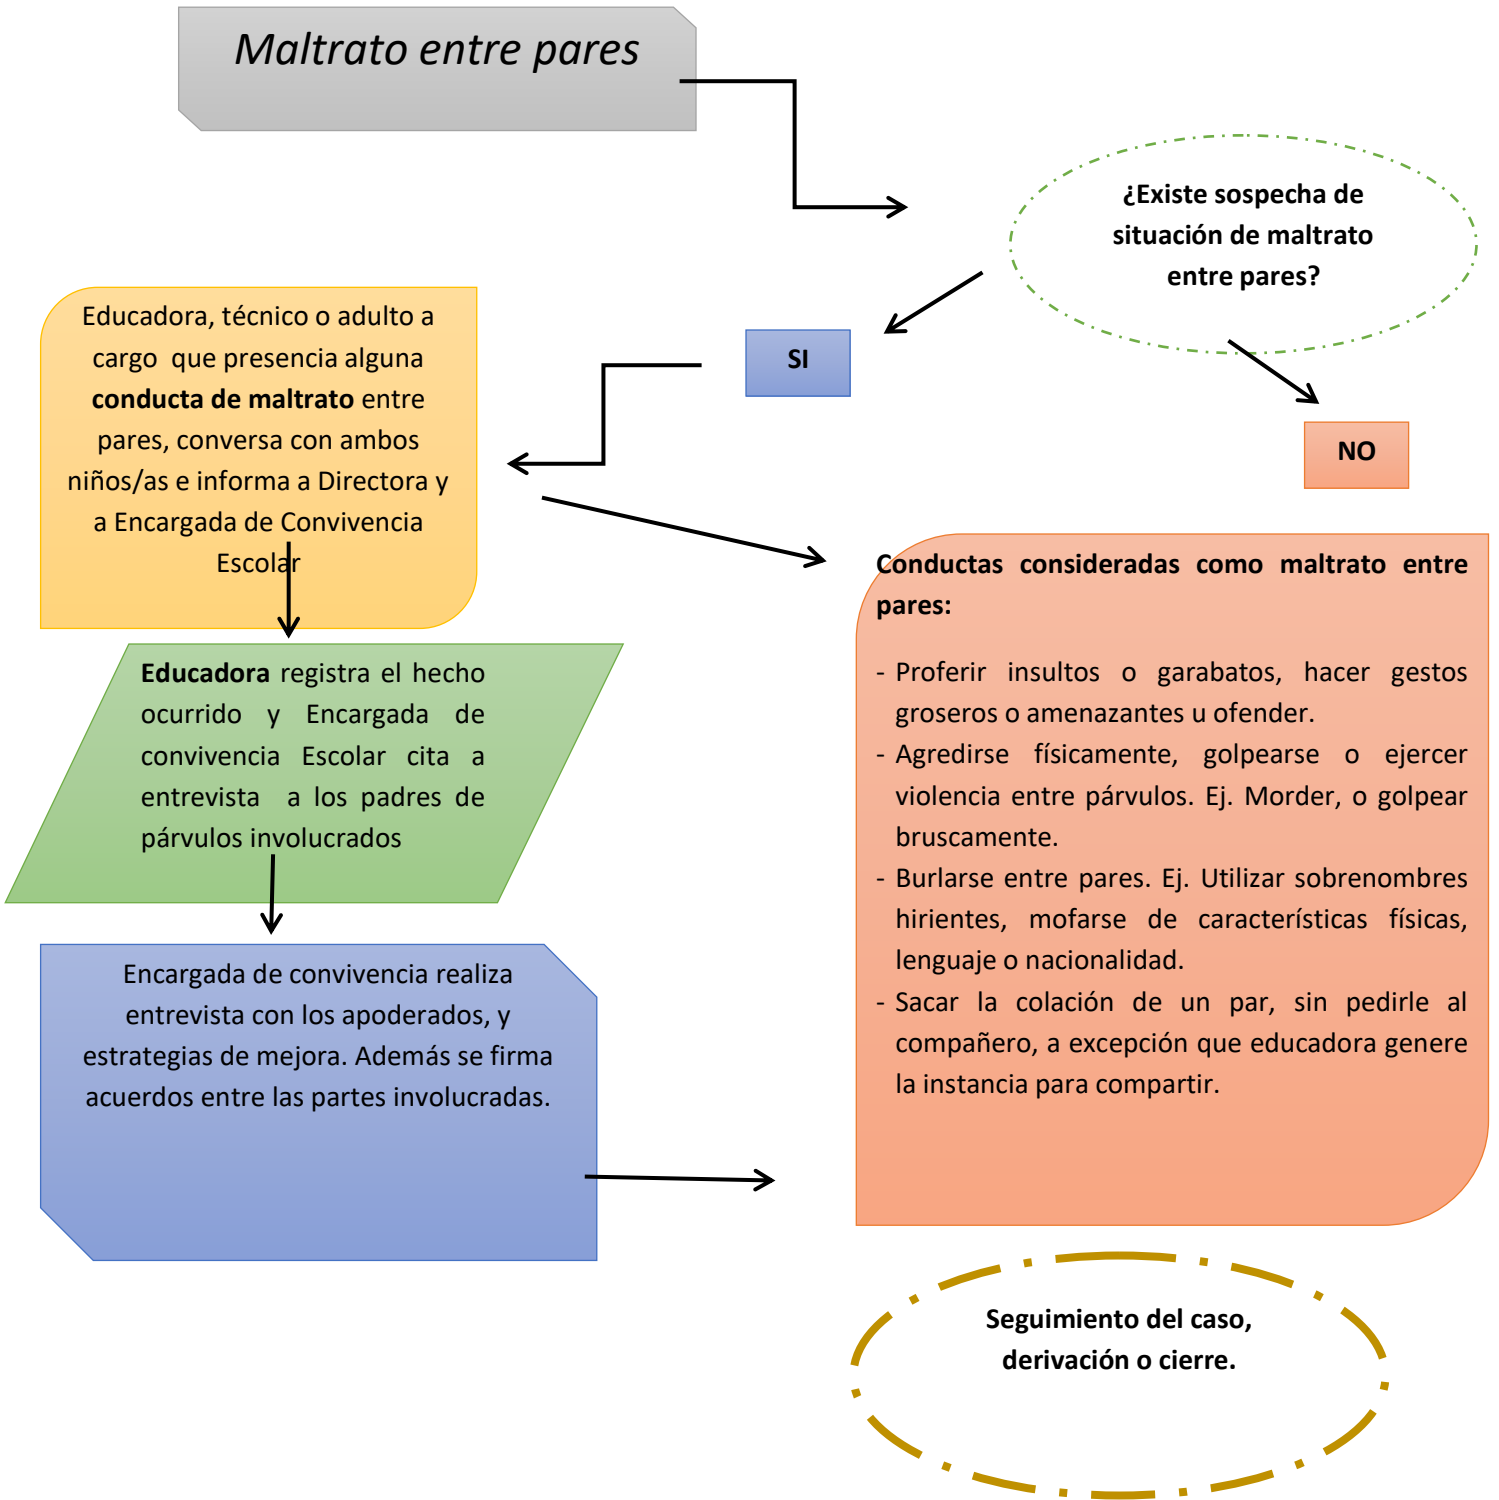 Maltrato entre pares
¿Existe sospecha de
situación de maltrato
entre pares?
SI
NO
Educadora, técnico o adulto a
cargo que presencia alguna
conducta de maltrato entre
pares, conversa con ambos
niños/as e informa a Directora y
a Encargada de Convivencia
Escolar
Educadora registra el hecho
ocurrido y Encargada de
convivencia Escolar cita a
entrevista a los padres de
párvulos involucrados
Encargada de convivencia realiza
entrevista con los apoderados, y
estrategias de mejora. Además se firma
acuerdos entre las partes involucradas.
Conductas consideradas como maltrato entre
pares:
- Proferir insultos o garabatos, hacer gestos
groseros o amenazantes u ofender.
- Agredirse físicamente, golpearse o ejercer
violencia entre párvulos. Ej. Morder, o golpear
bruscamente.
- Burlarse entre pares. Ej. Utilizar sobrenombres
hirientes, mofarse de características físicas,
lenguaje o nacionalidad.
- Sacar la colación de un par, sin pedirle al
compañero, a excepción que educadora genere
la instancia para compartir.
Seguimiento del caso,
derivación o cierre.